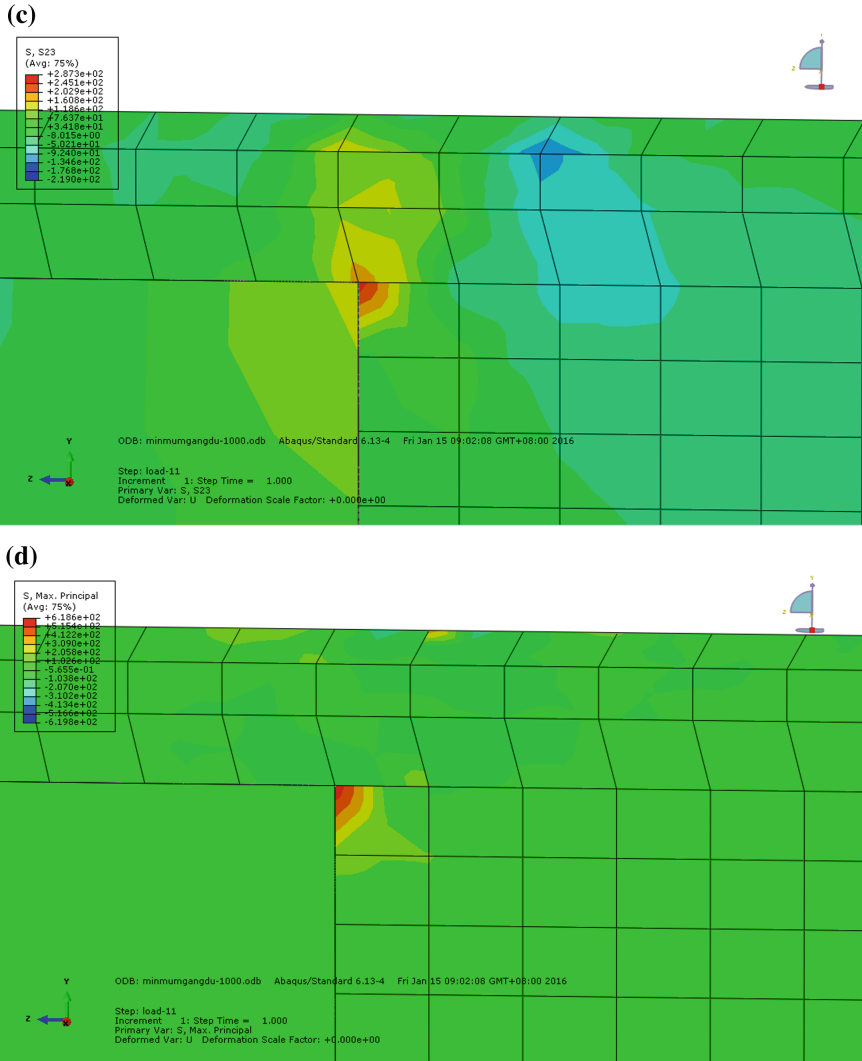 (c)
S, S23
(Avg: 75%)
+2.873e+02
+2.451e+02
+2.029e+02
+1.608e+02
+1.186e+02
+7.637e+01
+3.418e+01
-8.015e+00
-5.021e+01
-9.240e+01
-1.346e+02
-1.768e+02
-2.190e+02
Y
Z
X
ODB: minmumgangdu-1000.odb Abaqus/Standard 6.13-4 Fri Jan 15 09:02:08 GMT+08:00 2016
Step: load-11
Increment 1: Step Time = 1.000
Primary Var: S, S23
Deformed Var: U Deformation Scale Factor: +0.000e+00
(d)
S, Max. Principal
(Avg: 75%)
+6.186e+02
+5.154e+02
+4.122e+02
+3.090e+02
+2.058e+02
+1.026e+02
-5.655e-01
-1.038e+02
-2.070e+02
-3.102e+02
-4.134e+02
-5.166e+02
-6.198e+02
Y
Z
X
ODB: minmumgangdu-1000.odb Abaqus/Standard 6.13-4 Fri Jan 15 09:02:08 GMT+08:00 2016
Step: load-11
Increment 1: Step Time = 1.000
Primary Var: S, Max. Principal
Deformed Var: U Deformation Scale Factor: +0.000e+00